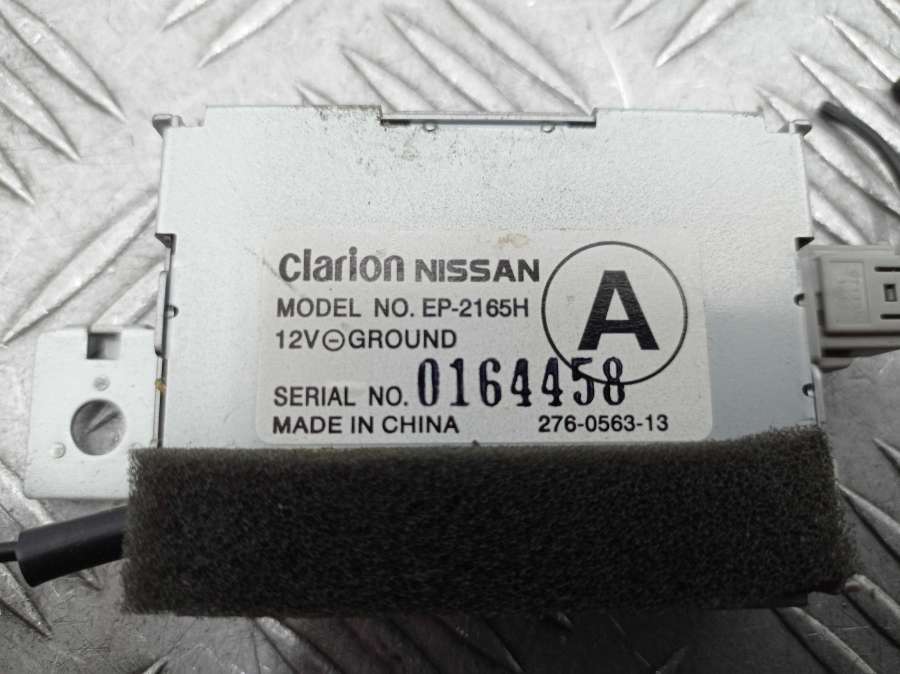 clarion NISSAN
MODEL NO. EP-2165H
12V⊖GROUND
A
SERIAL NO. 0164458
MADE IN CHINA 276-0563-13